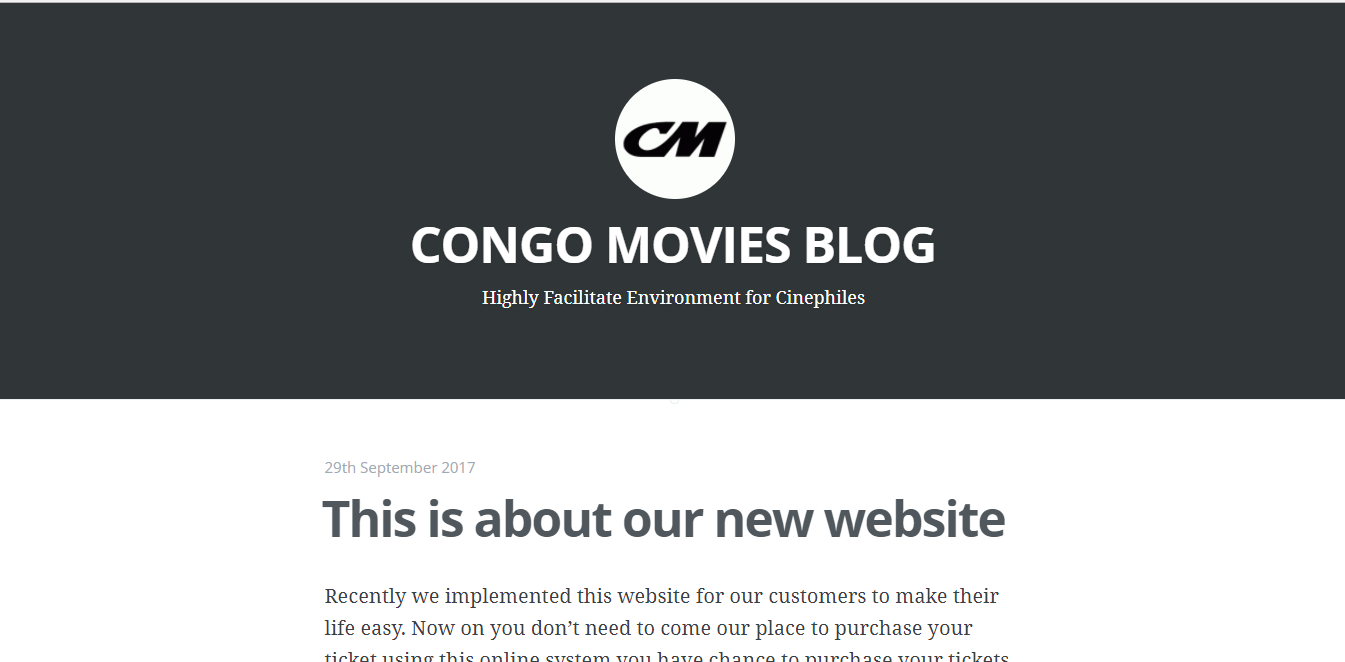 CM
CONGO MOVIES BLOG
Highly Facilitate Environment for Cinephiles
29th September 2017
This is about our new website
Recently we implemented this website for our customers to make their
life easy. Now on you don’t need to come our place to purchase your
ticket using this online system you have chance to purchase your tickets